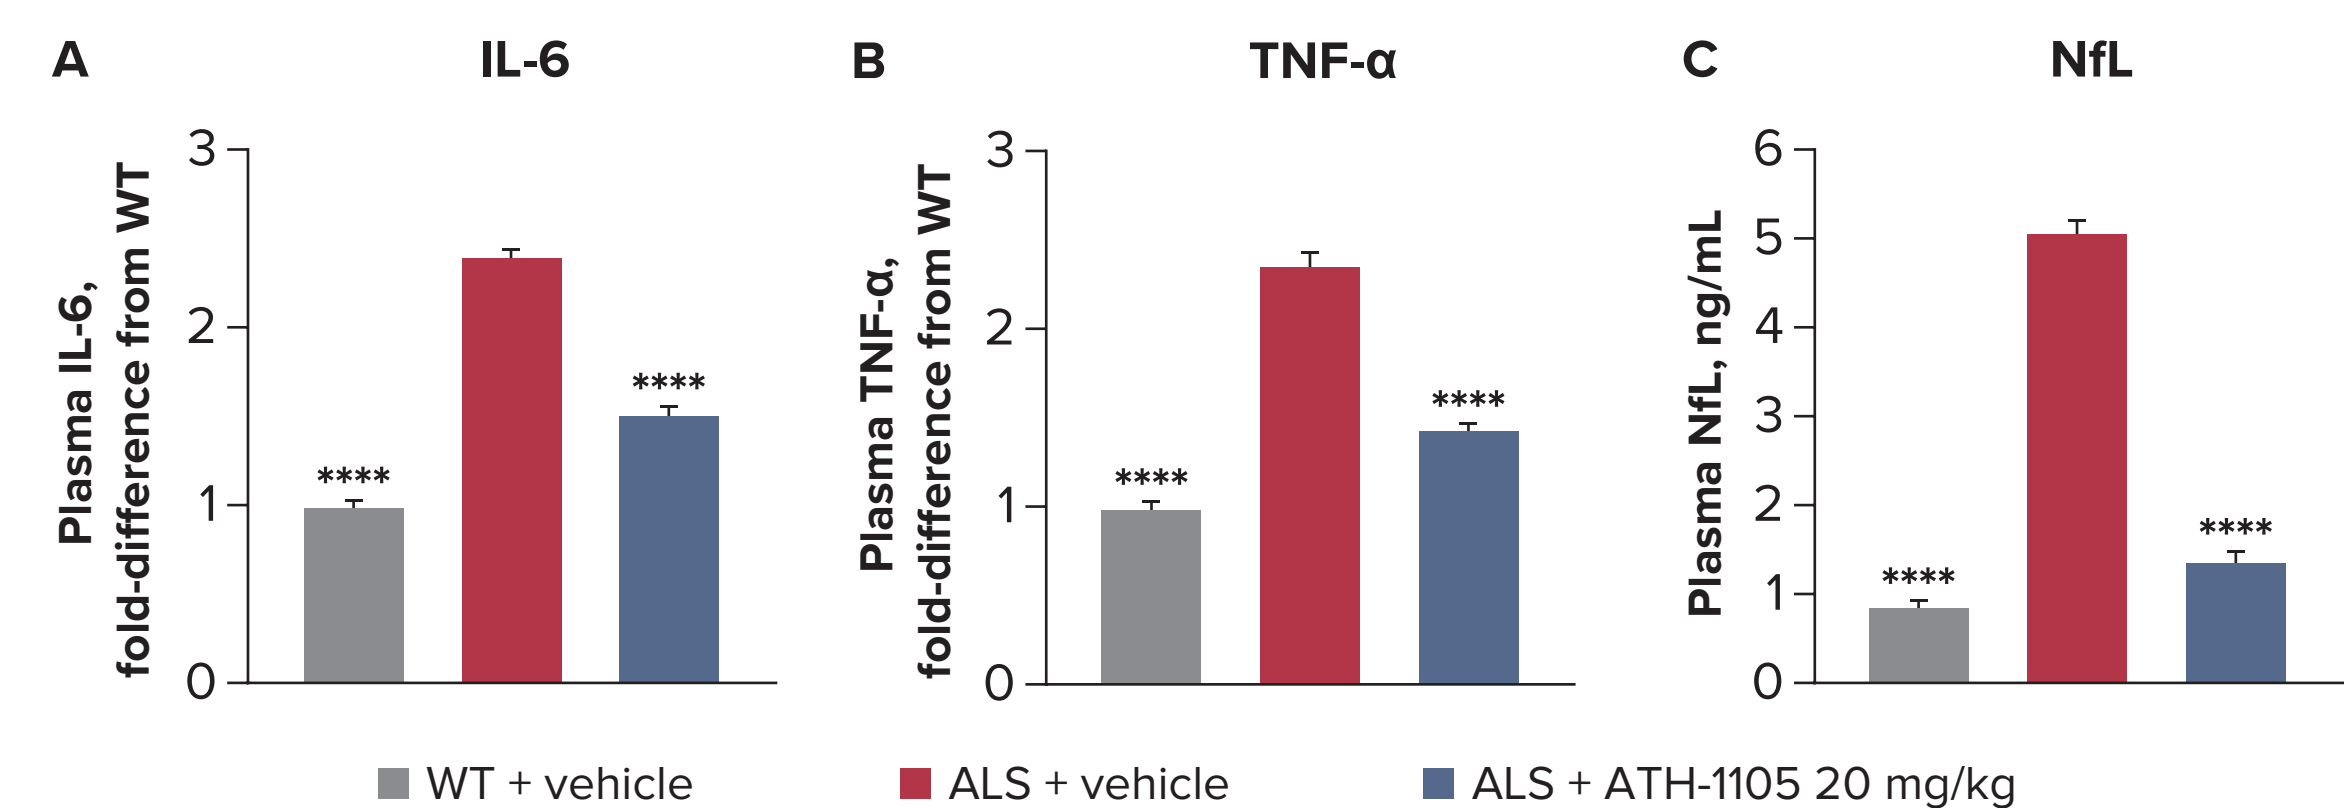 A
IL-6
Plasma IL-6,
fold-difference from WT
3
2
1
0
****
****
B
TNF-α
Plasma TNF-α,
fold-difference from WT
3
2
1
0
****
****
C
NfL
Plasma NfL, ng/mL
6
5
4
3
2
1
0
****
****
WT + vehicle
ALS + vehicle
ALS + ATH-1105 20 mg/kg